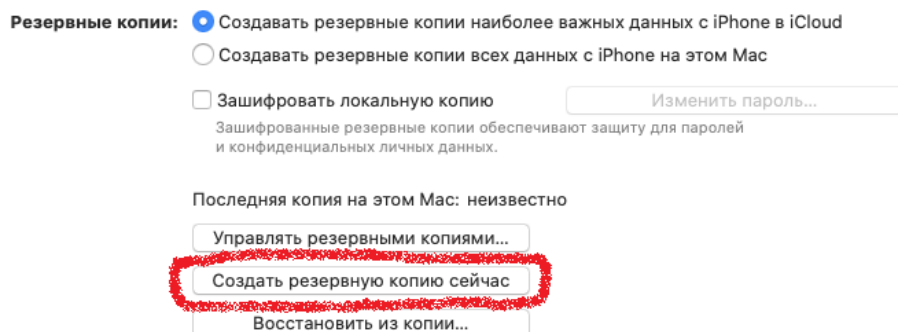 Резервные копии: Создавать резервные копии наиболее важных данных с iPhone в iCloud
Создавать резервные копии всех данных с iPhone на этом Mac
Зашифровать локальную копию Изменить пароль...
Зашифрованные резервные копии обеспечивают защиту для паролей
и конфиденциальных личных данных.
Последняя копия на этом Mac: неизвестно
Управлять резервными копиями...
Создать резервную копию сейчас
Восстановить из копии...